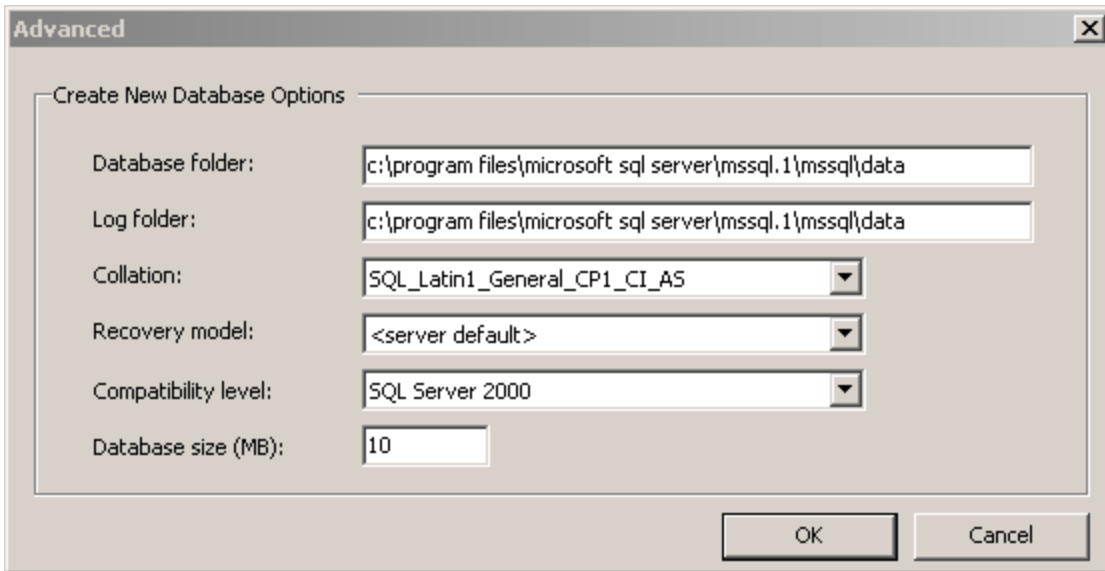 Advanced
Create New Database Options
Database folder: c:\program files\microsoft sql server\mssql.1\mssql\data
Log folder: c:\program files\microsoft sql server\mssql.1\mssql\data
Collation: SQL_Latin1_General_CP1_CI_AS
Recovery model: <server default>
Compatibility level: SQL Server 2000
Database size (MB): 10
OK Cancel